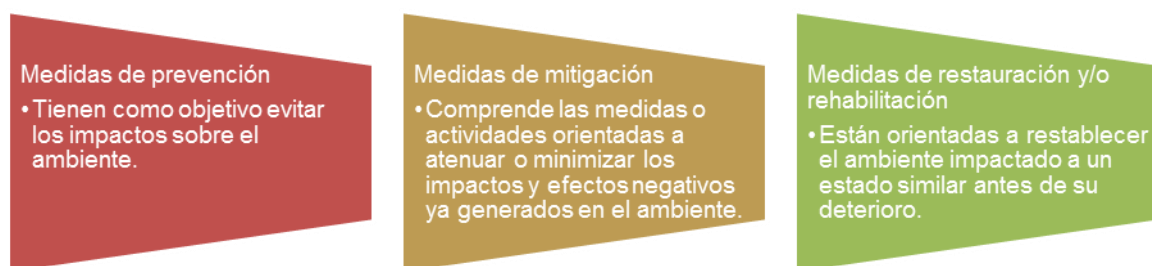 Medidas de prevención
• Tienen como objetivo evitar
los impactos sobre el
ambiente.
Medidas de mitigación
• Comprende las medidas o
actividades orientadas a
atenuar o minimizar los
impactos y efectos negativos
ya generados en el ambiente.
Medidas de restauración y/o
rehabilitación
• Están orientadas a restablecer
el ambiente impactado a un
estado similar antes de su
deterioro.